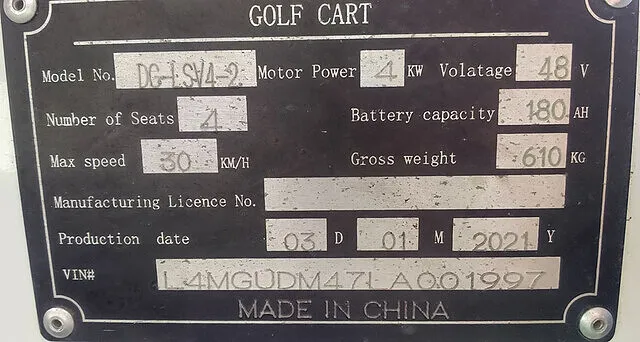 GOLF CART
Model No. DG-LSV4-2 Motor Power 4 KW Volatage 48 V
Number of Seats 4 Battery capacity 180 AH
Max speed 30 KM/H Gross weight 610 KG
Manufacturing Licence No.
Production date 03 D 01 M 2021 Y
VIN# L4MGUDM47LA001997
MADE IN CHINA